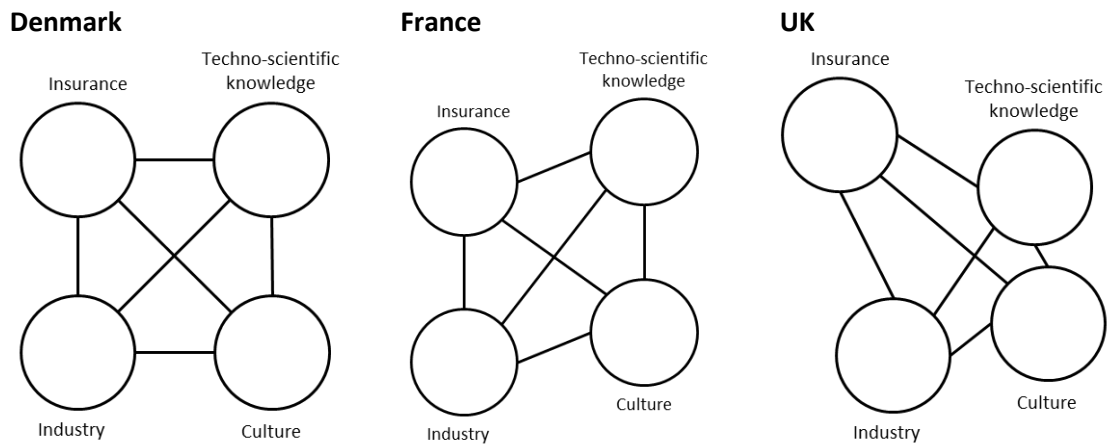 Denmark
Techno-scientific
knowledge
Insurance
Industry
Culture
France
Techno-scientific
knowledge
Insurance
Culture
Industry
UK
Insurance
Techno-scientific
knowledge
Culture
Industry